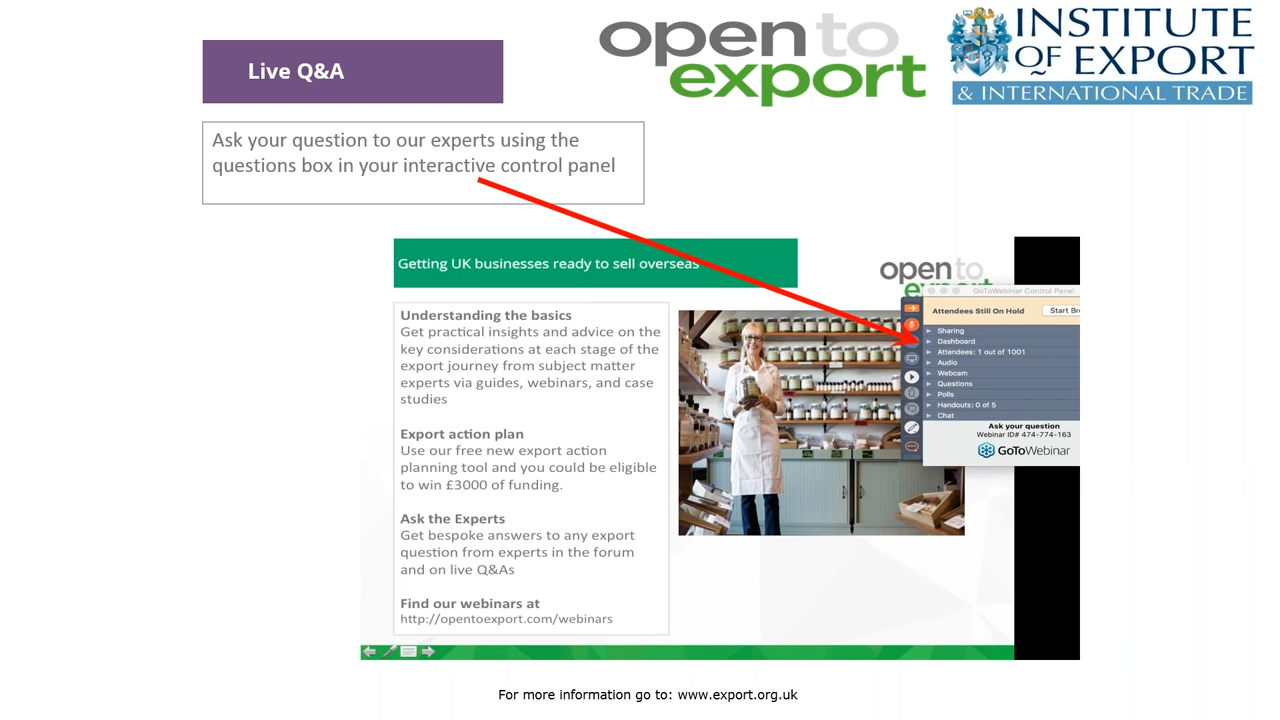 Live Q&A
open to
export
INSTITUTE
OF EXPORT
& INTERNATIONAL TRADE
Ask your question to our experts using the
questions box in your interactive control panel
Getting UK businesses ready to sell overseas
open to
export
Understanding the basics
Get practical insights and advice on the
key considerations at each stage of the
export journey from subject matter
experts via guides, webinars, and case
studies
Export action plan
Use our free new export action
planning tool and you could be eligible
to win £3000 of funding.
Ask the Experts
Get bespoke answers to any export
question from experts in the forum
and on live Q&As
Find our webinars at
http://opentoexport.com/webinars
GoToWebinar Control Panel
Attendees Still On Hold
Start Br
Sharing
Dashboard
Attendees: 1 out of 1001
Audio
Webcam
Questions
Polls
Handouts: 0 of 5
Chat
Ask your question
Webinar ID# 474-774-163
GoToWebinar
For more information go to: www.export.org.uk